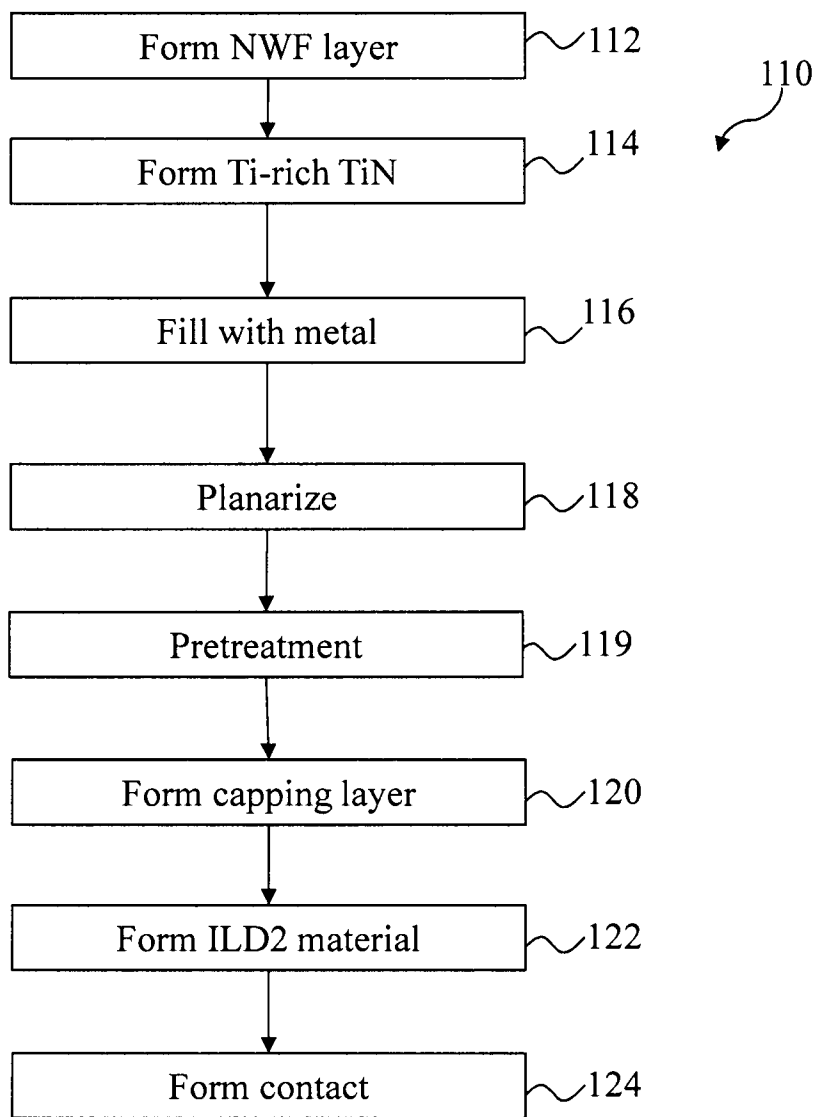 Form NWF layer 112
110
Form Ti-rich TiN 114
Fill with metal 116
Planarize 118
Pretreatment 119
Form capping layer 120
Form ILD2 material 122
Form contact 124